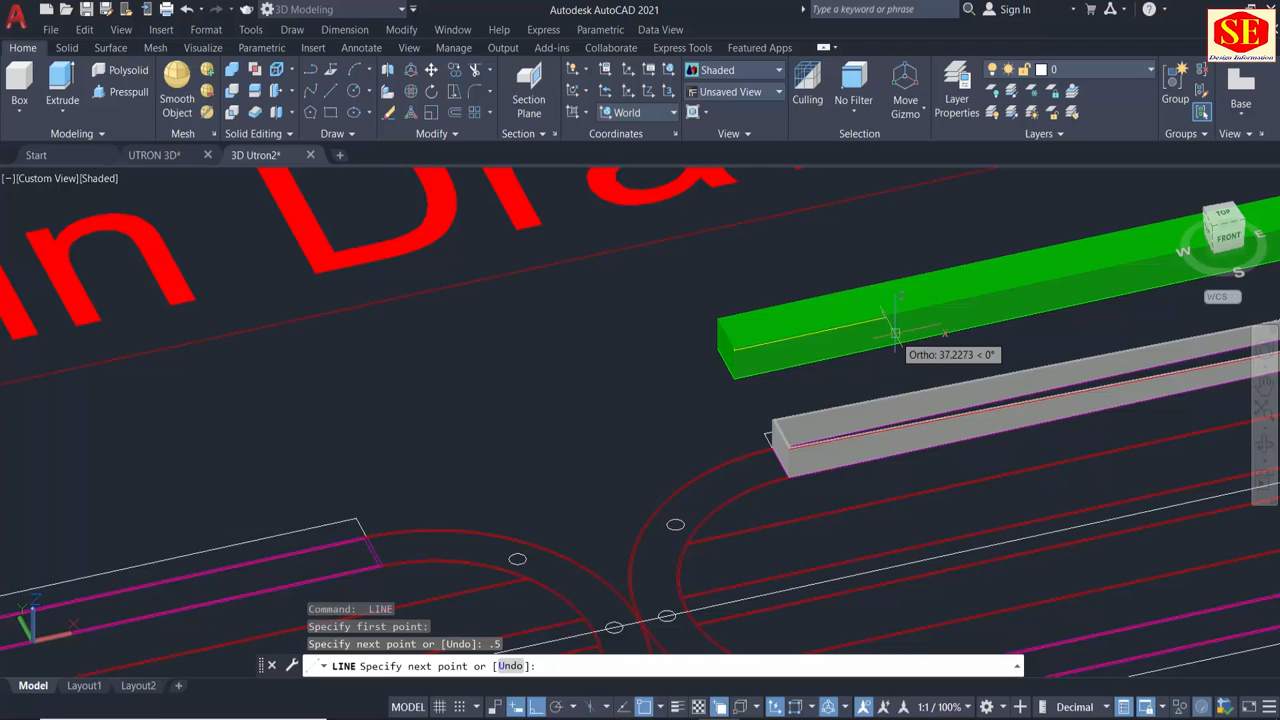 3D Modeling
Autodesk AutoCAD 2021
Type a keyword or phrase
Sign In
SE
Design Information
File Edit View Insert Format Tools Draw Dimension Modify Window Help Express Parametric Data View
Home Solid Surface Mesh Visualize Parametric Insert Annotate View Manage Output Add-ins Collaborate Express Tools Featured Apps
Polysolid
Presspull
Box
Extrude
Smooth
Object
Section
Plane
World
Shaded
Unsaved View
Culling
No Filter
Move
Gizmo
Layer
Properties
0
Group
Base
Modeling
Mesh
Solid Editing
Draw
Modify
Section
Coordinates
View
Selection
Layers
Groups
View
Start
UTRON 3D*
3D Utron2*
[−][Custom View][Shaded]
in Dra
TOP
FRONT
W
E
S
WCS
X
Ortho: 37.2273 < 0°
Z
Y
X
Command: LINE
Specify first point:
Specify next point or [Undo]: .5
LINE Specify next point or [Undo]:
Model Layout1 Layout2
MODEL
1:1 / 100%
Decimal